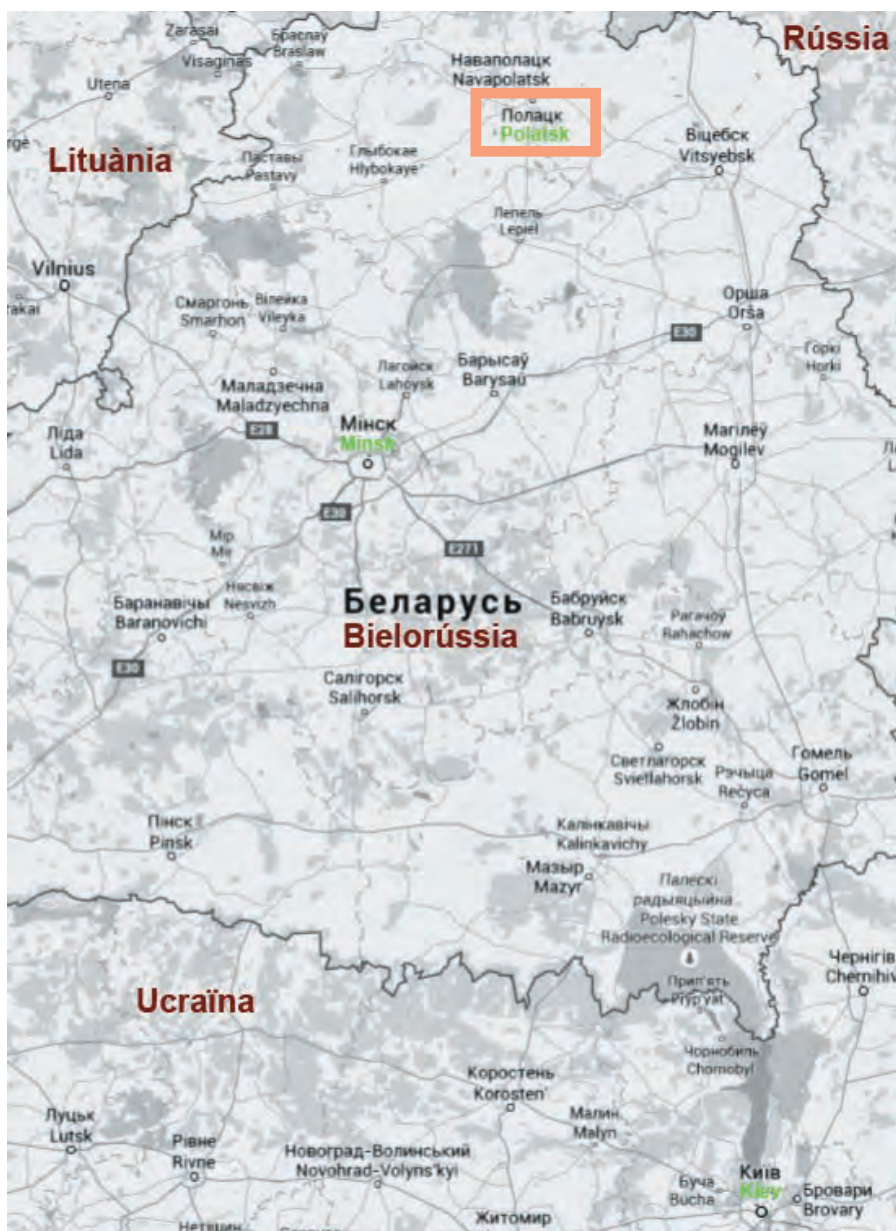 Zarasai
Браслаў
Braslaw
Visaginas
Utena
Наваполацк
Navapolatsk
Rússia
Полацк
Polatsk
Віцебск
Vitsyebsk
Lituània
Паставы
Pastavy
Глыбокае
Hlybokaye
Лепель
Lepiel
Vilnius
Смаргонь
Smarhon
Вілейка
Vileyka
Орша
Orša
E30
Горкі
Horki
Лагойск
Lahoysk
Барысаў
Barysaŭ
Маладзечна
Maladzyechna
Мінск
Minsk
E28
Ліда
Lida
Магілеў
Mogilev
E30
E271
Мір
Mir
Нясвіж
Nesvizh
Баранавічы
Baranovichi
Беларусь
Bielorússia
Бабруйск
Babruysk
Рагачоў
Rahachow
E30
Салігорск
Salihorsk
Жлобін
Žlobin
Светлагорск
Svietlahorsk
Рэчыца
Rečyca
Гомель
Gomel
Пінск
Pinsk
Калінкавічы
Kalinkavichy
Мазыр
Mazyr
Палескі
радыяцыйна
Polesky State
Radioecological Reserve
Прип'ять
Pryp'yat
Чернігів
Chernihiv
Ucraïna
Чорнобиль
Chornobyl
Коростень
Korosten'
Малин
Malyn
Луцьк
Lutsk
Рівне
Rivne
Новоград-Волинський
Novohrad-Volyns'kyi
Київ
Kiev
Буча
Bucha
Бровари
Brovary
Житомир